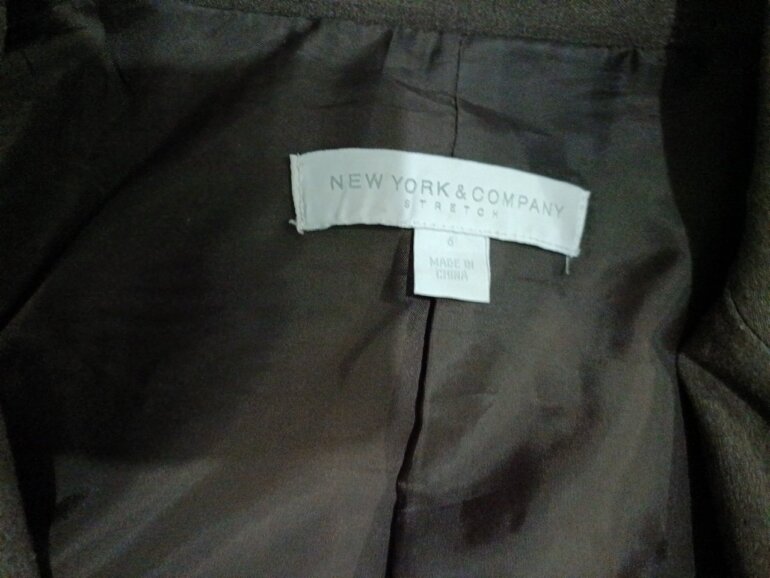 NEW YORK & COMPANY
STRETCH
6
MADE IN
CHINA